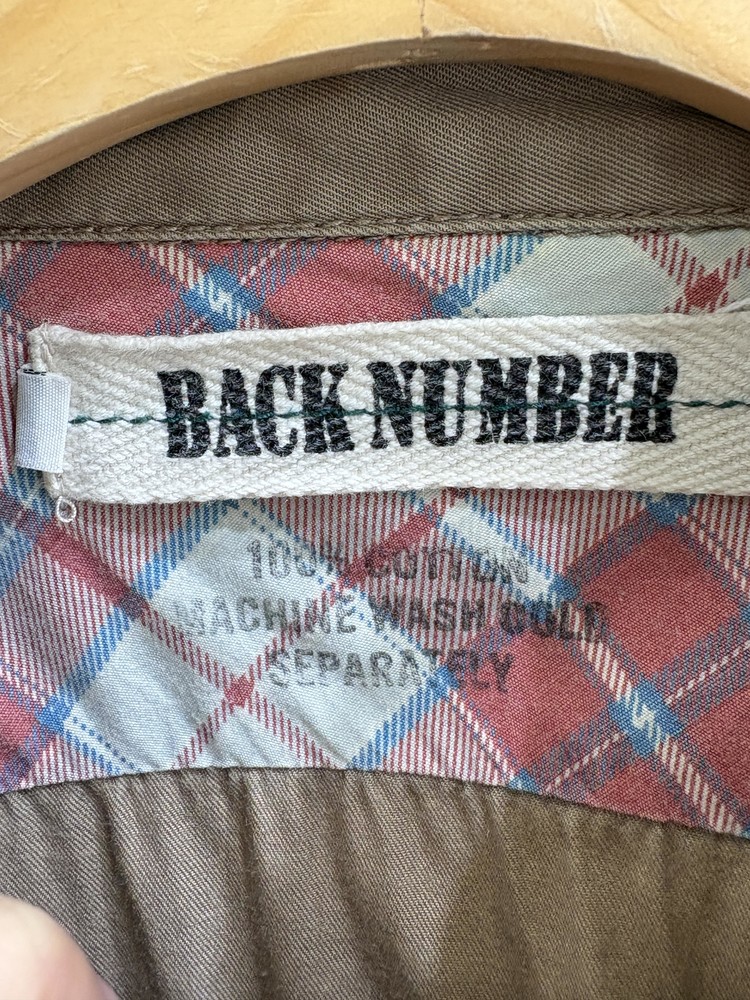 BACK NUMBER
100% COTTON
MACHINE WASH COLD
SEPARATELY